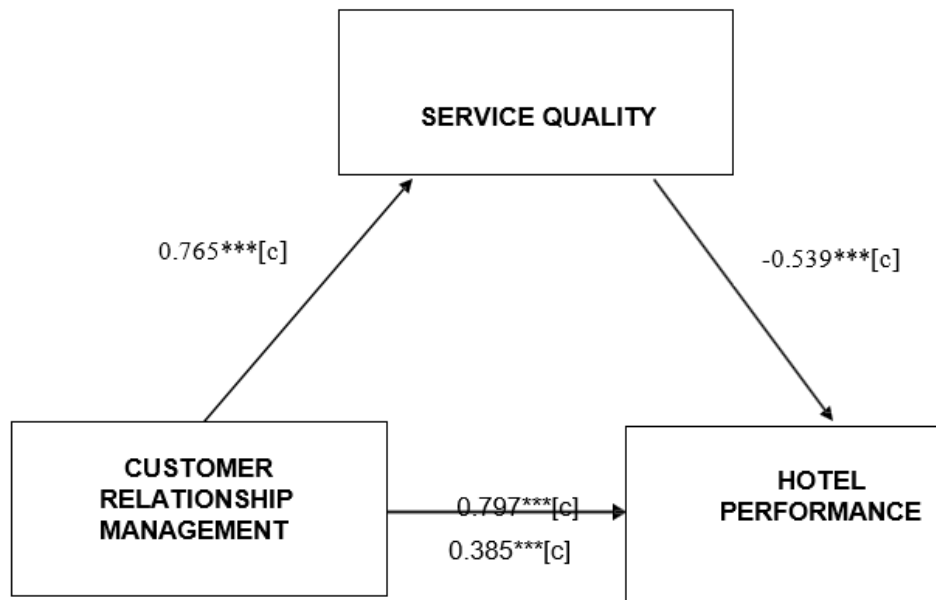 SERVICE QUALITY
0.765***[c]
-0.539***[c]
CUSTOMER
RELATIONSHIP
MANAGEMENT
0.797***[c]
0.385***[c]
HOTEL
PERFORMANCE